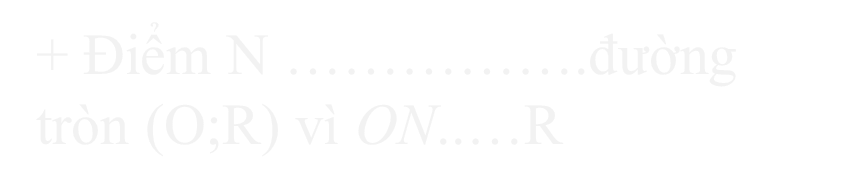 + Điểm N …………….đường
tròn (O;R) vì ON.….R